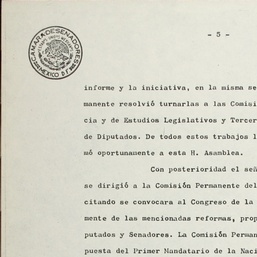 CAMARA DE SENADORES
MEXICO D.F.
- 5 -
informe y la iniciativa, en la misma se
manente resolvió turnarlas a las Comisi
cia y de Estudios Legislativos y Tercer
de Diputados. De todos estos trabajos l
mó oportunamente a esta H. Asamblea.
Con posterioridad el señ
se dirigió a la Comisión Permanente del
citando se convocara al Congreso de la
mente de las mencionadas reformas, prop
putados y Senadores. La Comisión Perman
puesta del Primer Mandatario de la Naci